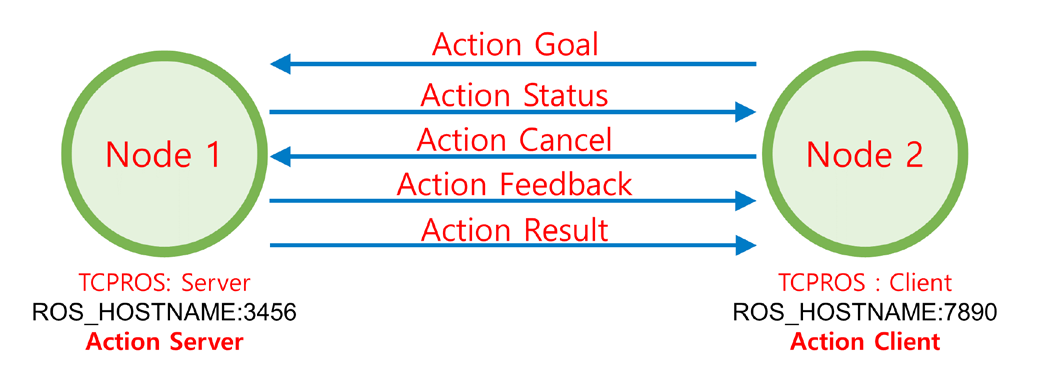 Action Goal
Action Status
Action Cancel
Action Feedback
Action Result
Node 1
Node 2
TCPROS: Server
ROS_HOSTNAME:3456
Action Server
TCPROS : Client
ROS_HOSTNAME:7890
Action Client